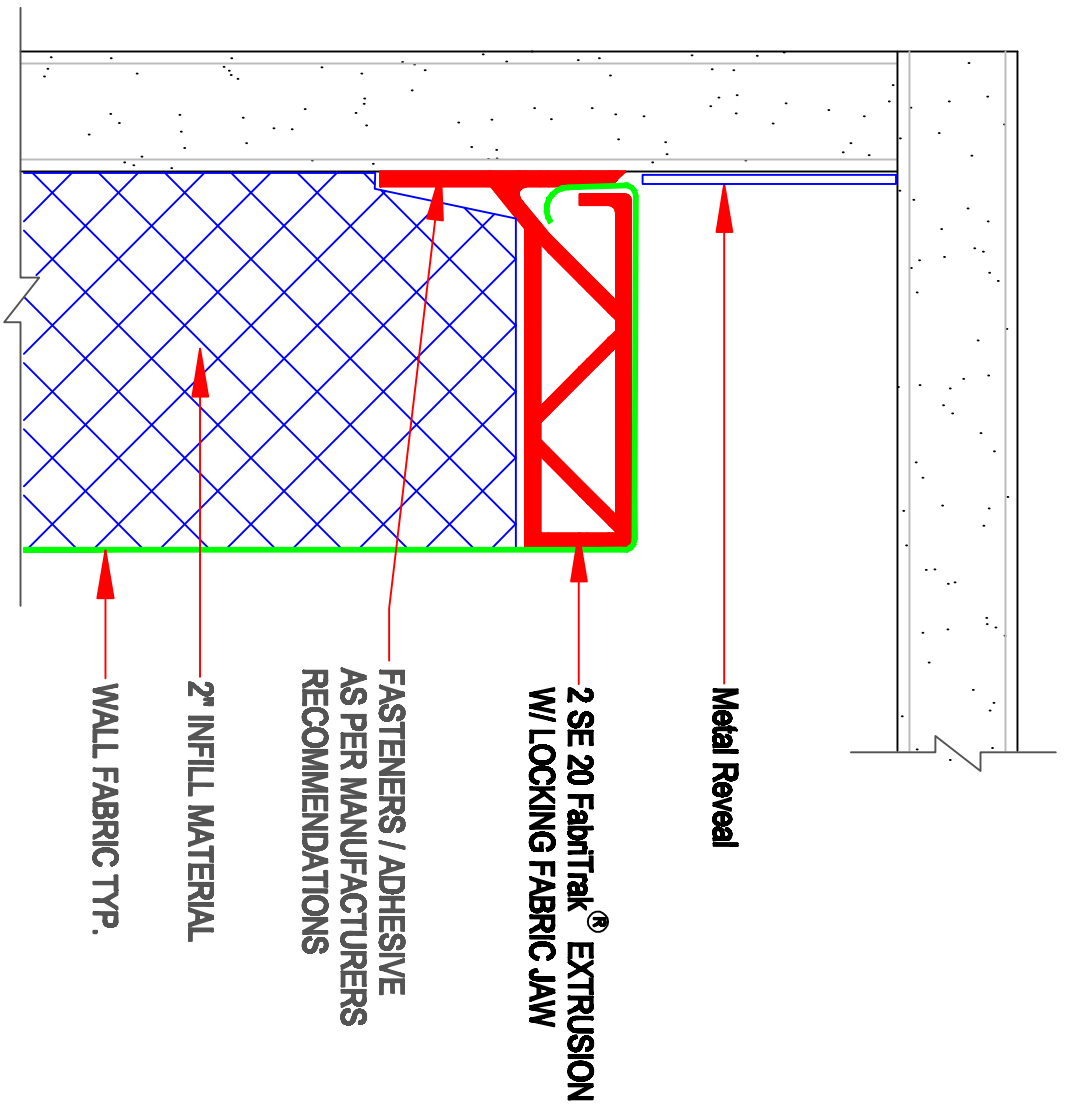 Metal Reveal
2 SE 20 FabriTrak® EXTRUSION
W/ LOCKING FABRIC JAW
FASTENERS / ADHESIVE
AS PER MANUFACTURERS
RECOMMENDATIONS
2" INFILL MATERIAL
WALL FABRIC TYP.